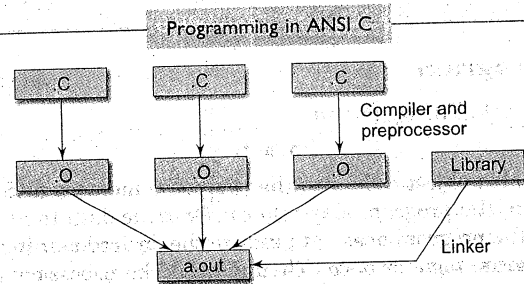 Programming in ANSI C
.C .C .C
Compiler and
preprocessor
.O .O .O Library
Linker
a.out